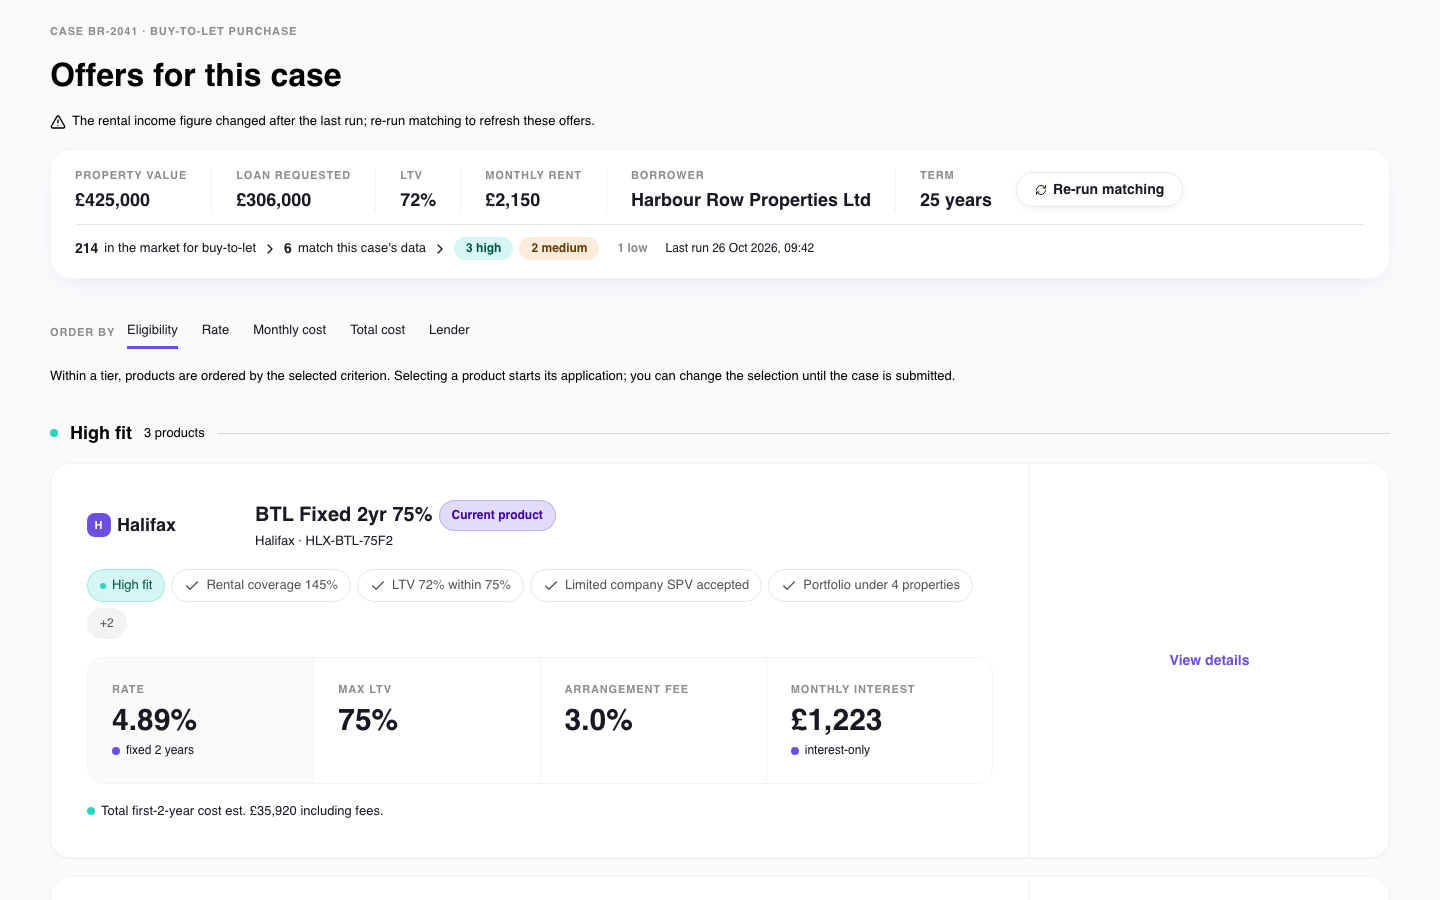 CASE BR-2041 · BUY-TO-LET PURCHASE
Offers for this case
The rental income figure changed after the last run; re-run matching to refresh these offers.
PROPERTY VALUE LOAN REQUESTED LTV MONTHLY RENT BORROWER TERM
£425,000 £306,000 72% £2,150 Harbour Row Properties Ltd 25 years Re-run matching
214 in the market for buy-to-let 6 match this case's data 3 high 2 medium 1 low Last run 26 Oct 2026, 09:42
ORDER BY Eligibility Rate Monthly cost Total cost Lender
Within a tier, products are ordered by the selected criterion. Selecting a product starts its application; you can change the selection until the case is submitted.
High fit 3 products
H Halifax
BTL Fixed 2yr 75% Current product
Halifax · HLX-BTL-75F2
High fit Rental coverage 145% LTV 72% within 75% Limited company SPV accepted Portfolio under 4 properties
+2
RATE MAX LTV ARRANGEMENT FEE MONTHLY INTEREST
4.89% 75% 3.0% £1,223
fixed 2 years interest-only
Total first-2-year cost est. £35,920 including fees.
View details